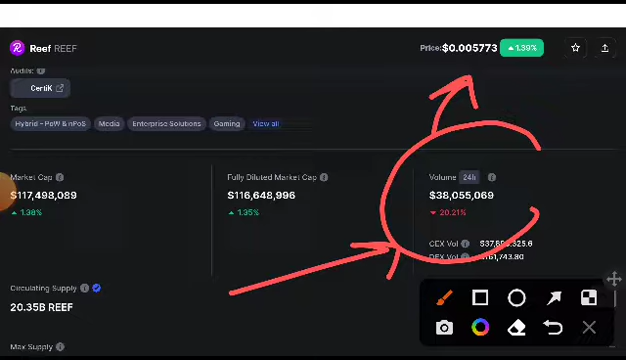 Reef REEF
Price: $0.005773 1.39%
Audits
CertiK
Tags
Hybrid - PoW & nPoS Media Enterprise Solutions Gaming View all
Market Cap Fully Diluted Market Cap Volume 24h
$117,498,089 $116,648,996 $38,055,069
1.38% 1.35% 20.21%
CEX Vol
DEX Vol
Circulating Supply
20.35B REEF
Max Supply